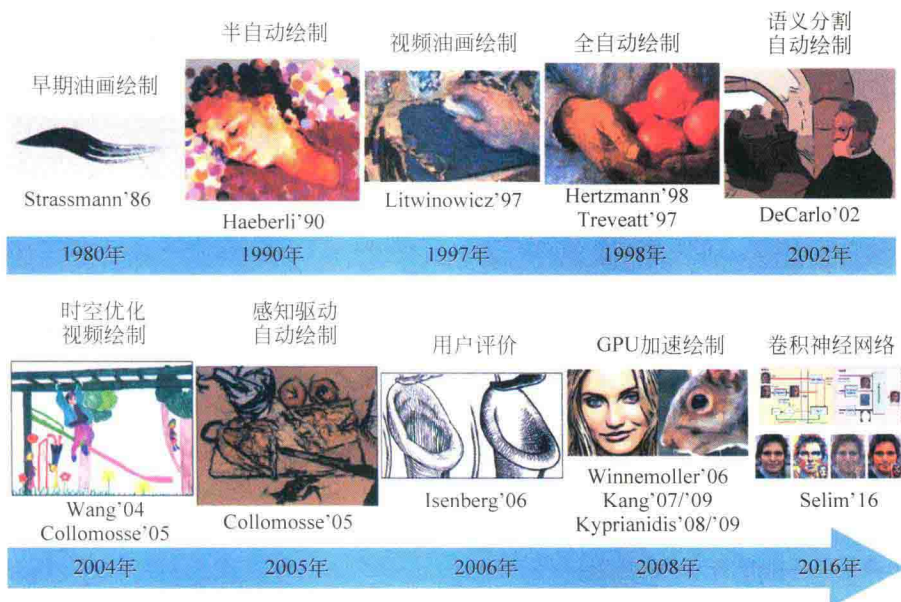 早期油画绘制
Strassmann'86
半自动绘制
Haeberli'90
视频油画绘制
Litwinowicz'97
全自动绘制
Hertzmann'98
Treveatt'97
语义分割
自动绘制
DeCarlo'02
1980年
1990年
1997年
1998年
2002年
时空优化
视频绘制
Wang'04
Collomosse'05
感知驱动
自动绘制
Collomosse'05
用户评价
Isenberg'06
GPU加速绘制
Winnemoller'06
Kang'07/'09
Kyprianidis'08/'09
卷积神经网络
Selim'16
2004年
2005年
2006年
2008年
2016年